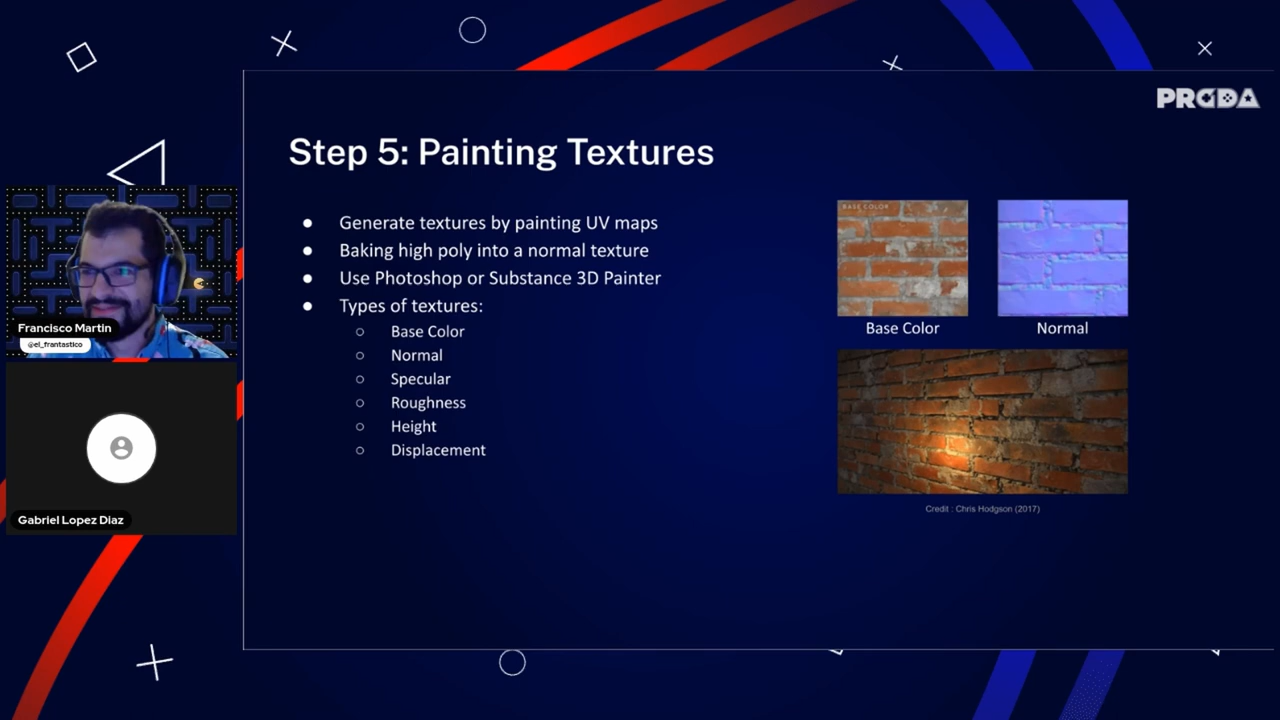 PRGDA
Step 5: Painting Textures
Generate textures by painting UV maps
Baking high poly into a normal texture
Use Photoshop or Substance 3D Painter
Types of textures:
Base Color
Normal
Specular
Roughness
Height
Displacement
BASE COLOR
Base Color
Normal
Credit : Chris Hodgson (2017)
Francisco Martin
@el_frantastico
Gabriel Lopez Diaz